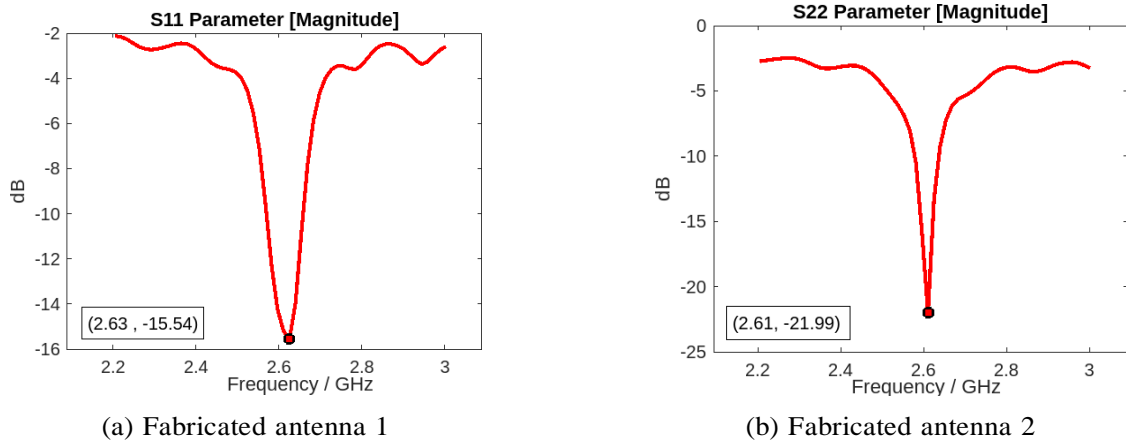 S11 Parameter [Magnitude]
-2
-4
-6
-8
-10
-12
-14
-16
dB
(2.63 , -15.54)
2.2
2.4
2.6
2.8
3
Frequency / GHz
(a) Fabricated antenna 1
S22 Parameter [Magnitude]
0
-5
-10
-15
-20
-25
dB
(2.61, -21.99)
2.2
2.4
2.6
2.8
3
Frequency / GHz
(b) Fabricated antenna 2